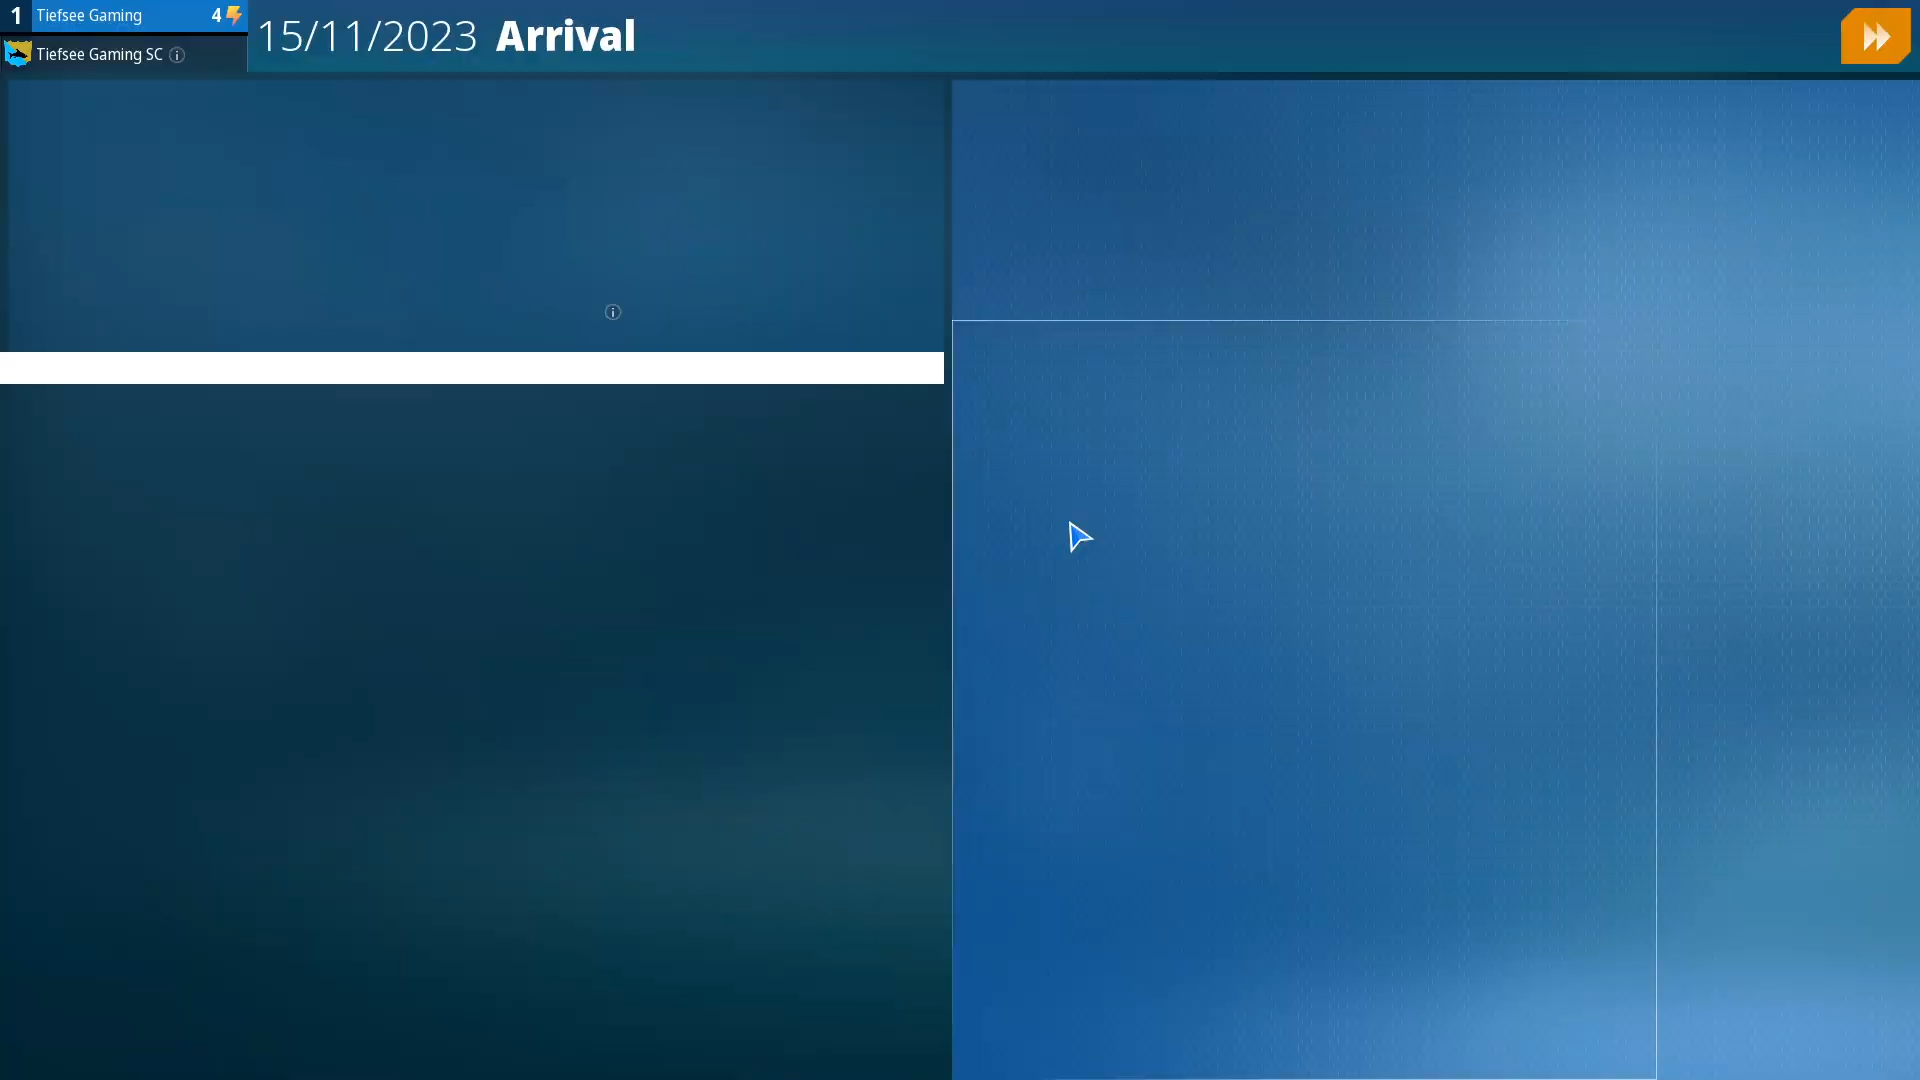 1 Tiefsee Gaming 4
Tiefsee Gaming SC
15/11/2023 Arrival